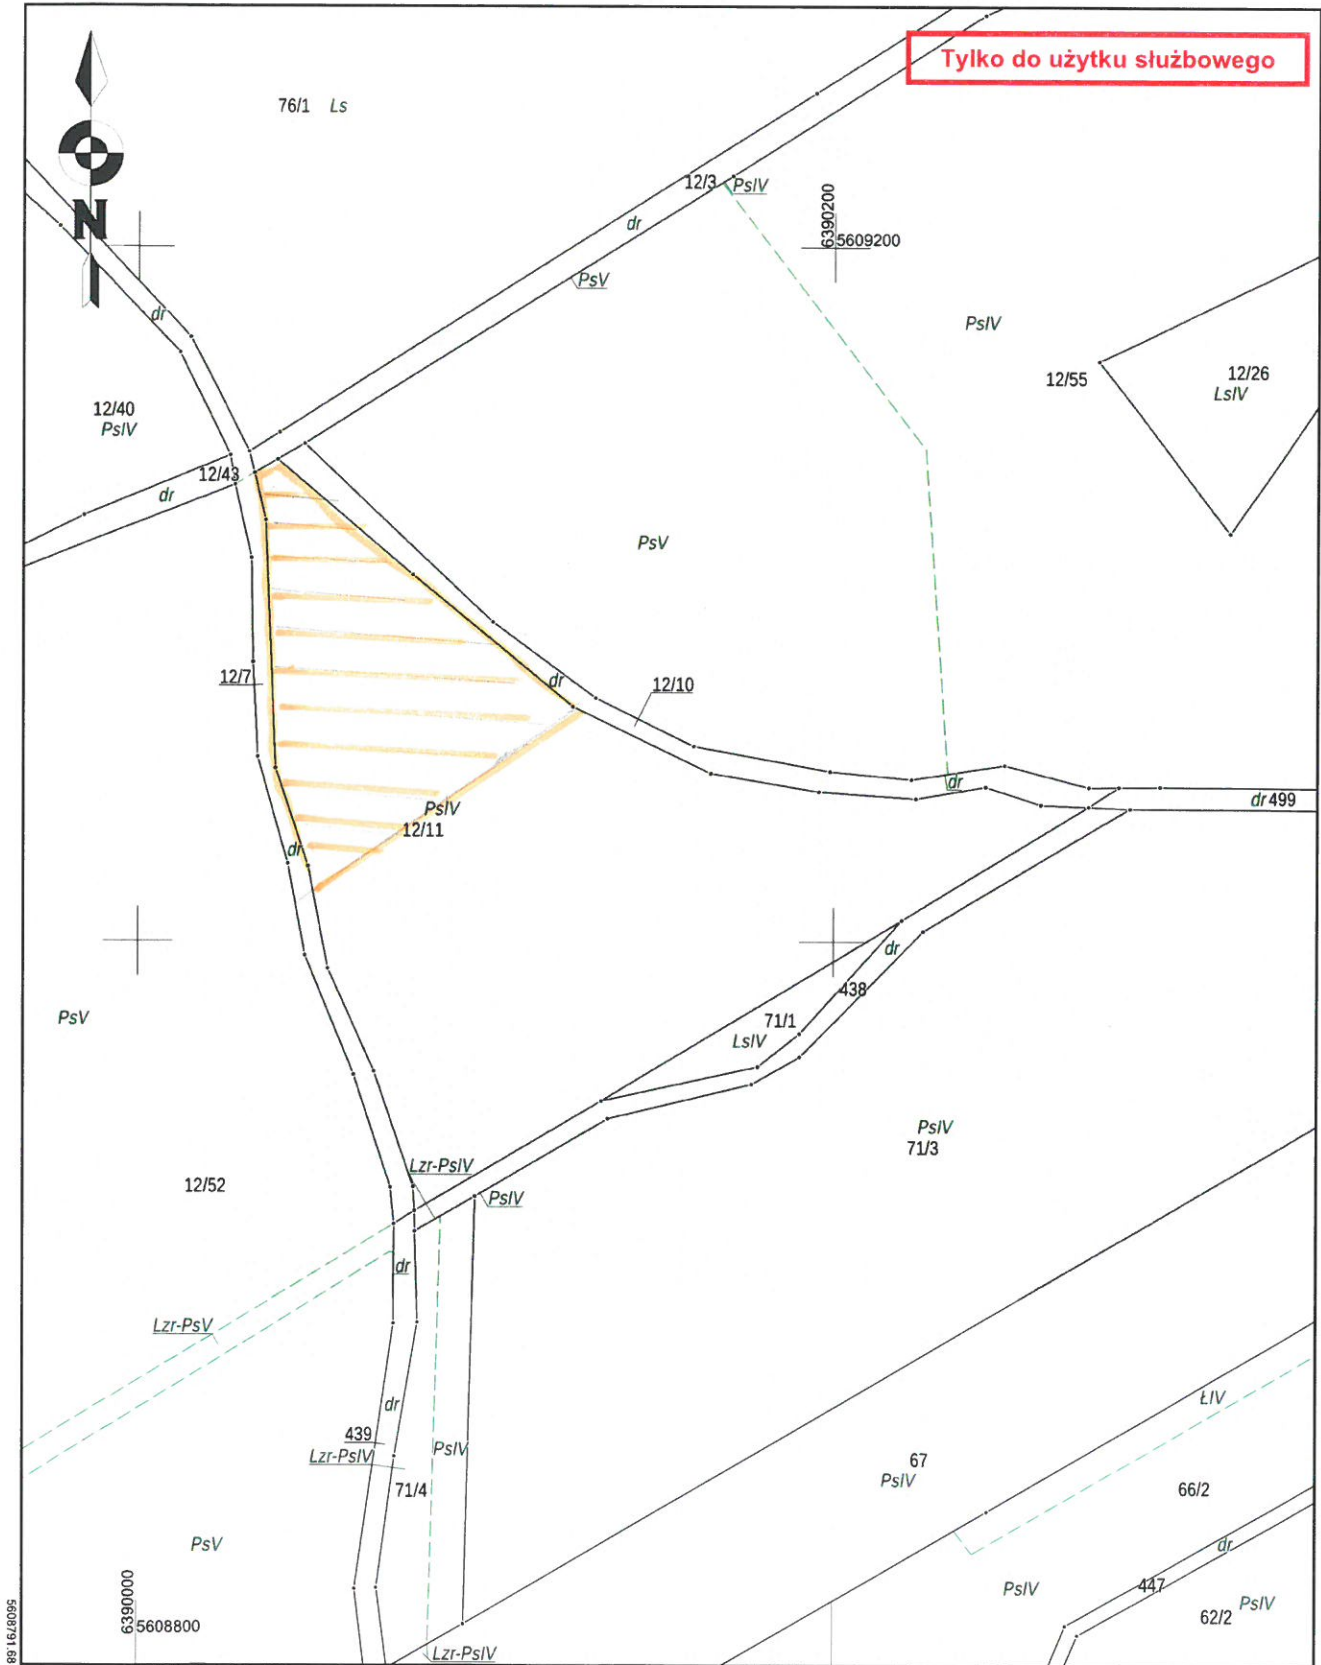 Tylko do użytku służbowego
76/1 Ls
N
12/3 PsIV
dr
6390200
5609200
PsV
dr
PsIV
12/55
12/26
LsIV
12/40
PsIV
12/43
dr
PsV
12/7
dr
12/10
dr
dr 499
PsIV
12/11
dr
dr
438
71/1
LsIV
PsV
PsIV
71/3
Lzr-PsIV
12/52
PsIV
dr
Lzr-PsV
dr
439
Lzr-PsIV
PsIV
71/4
ŁIV
67
PsIV
66/2
PsV
dr
447
PsIV
62/2
PsIV
6390000
5608800
5608791.68
Lzr-PsIV